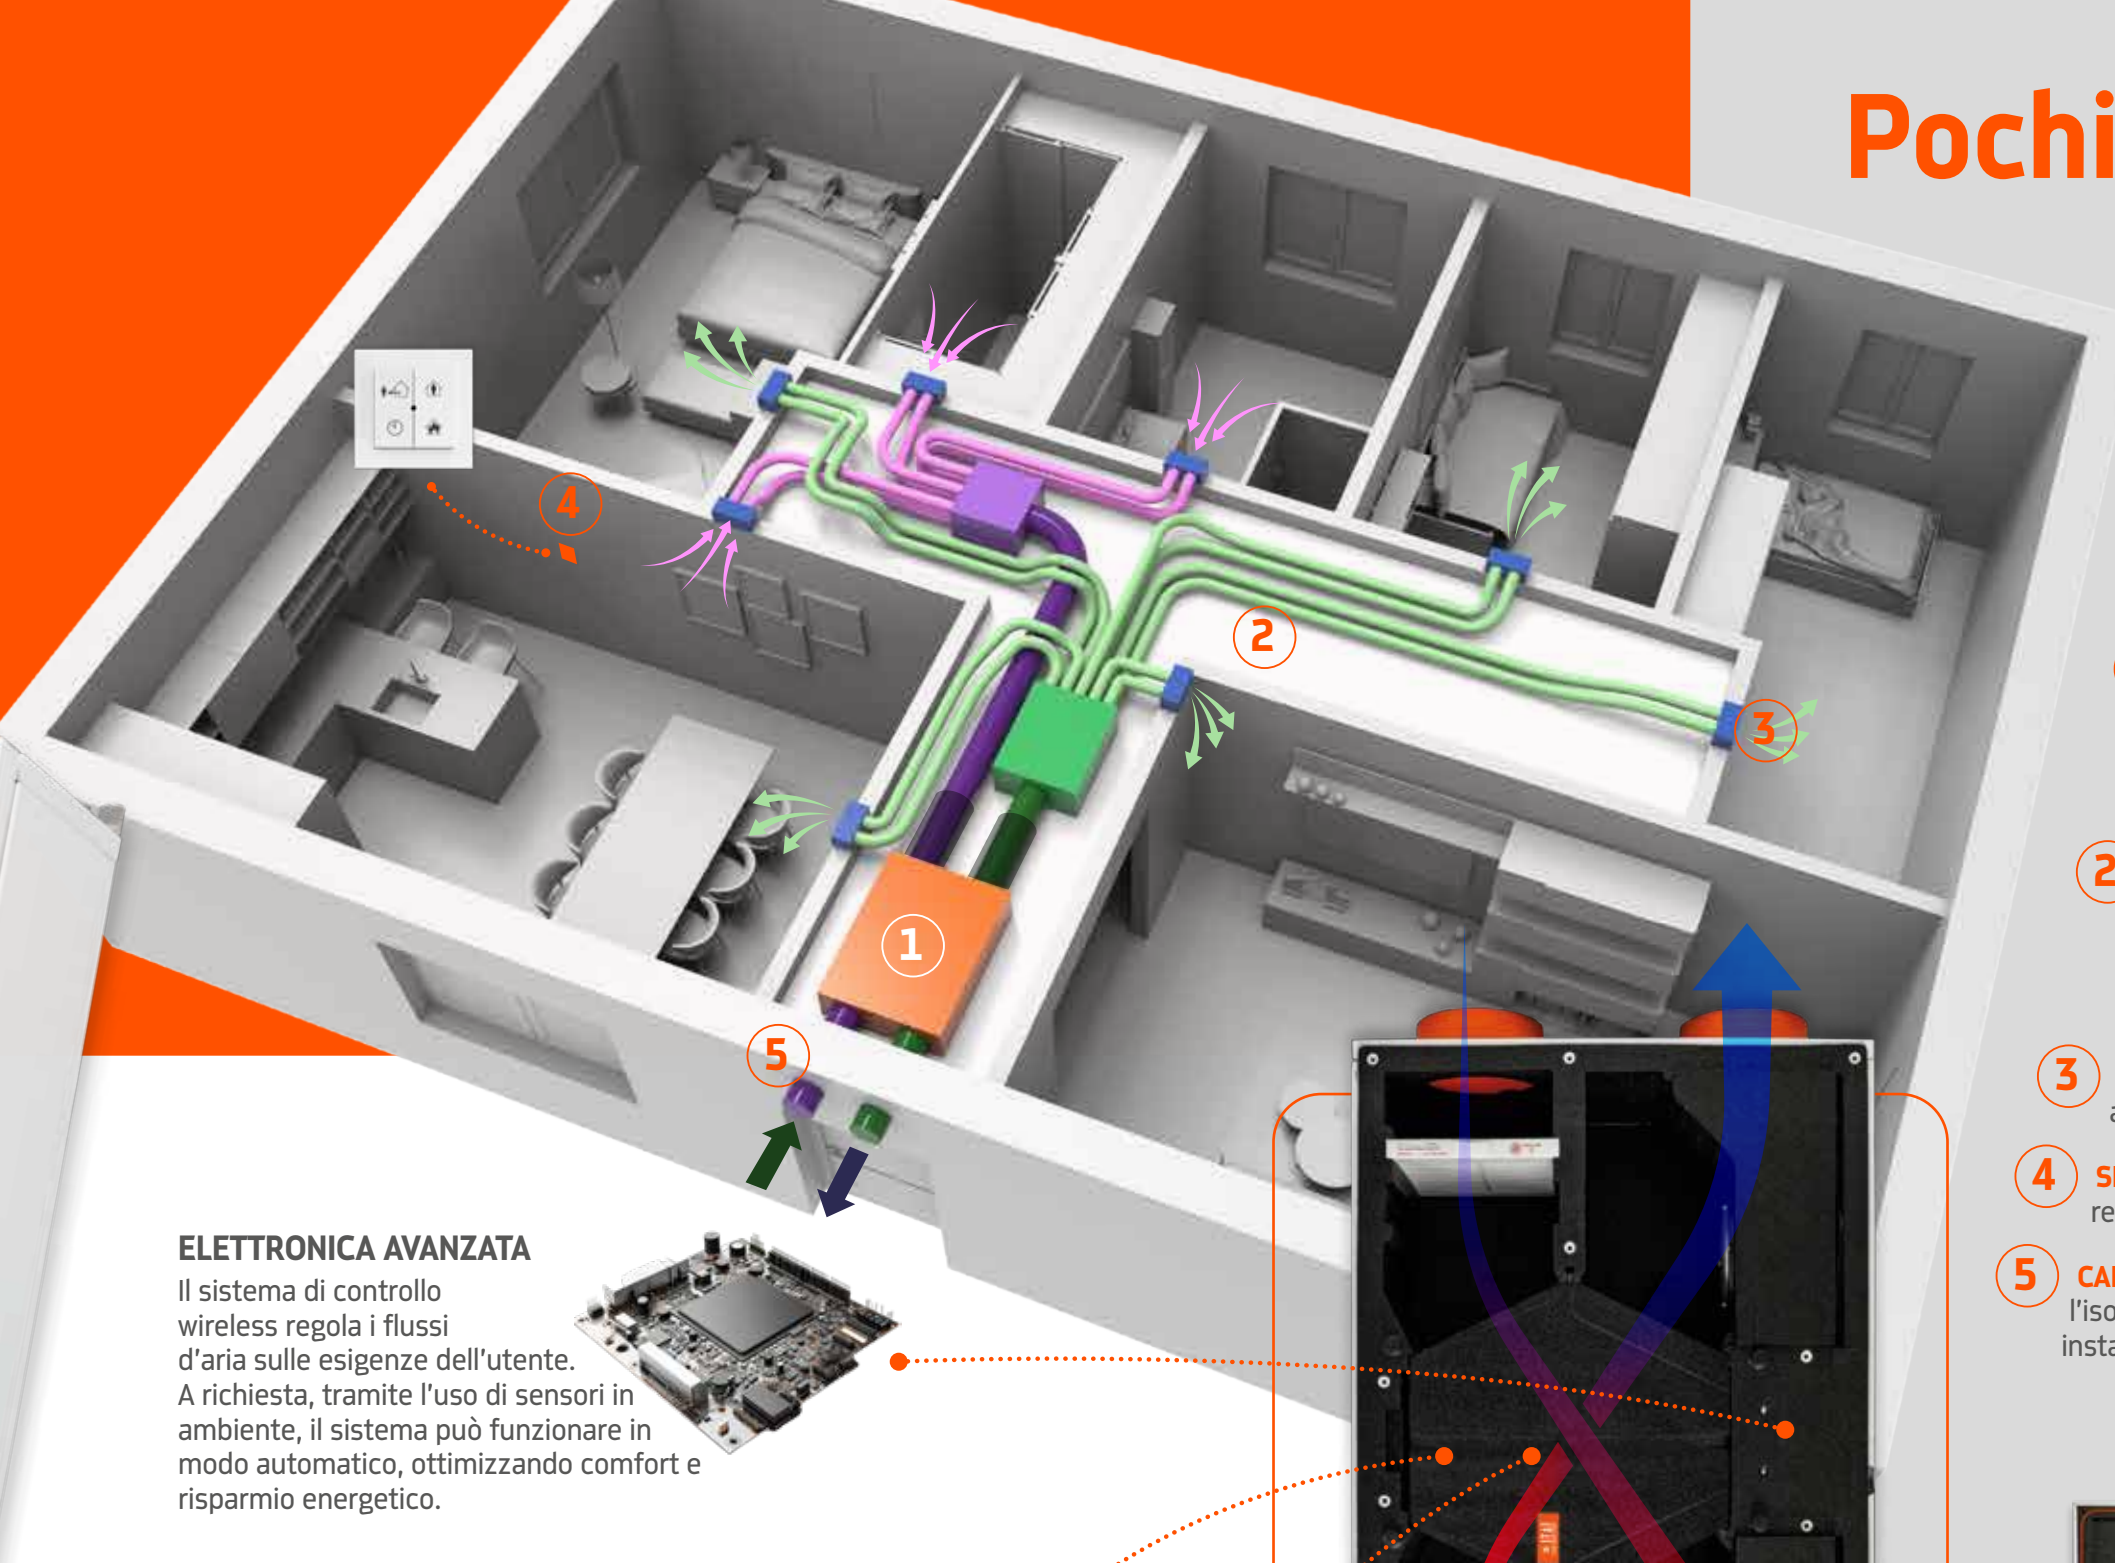 Pochi
4
2
3
1
5
2
3
4
re
5
l'iso
insta
ELETTRONICA AVANZATA
Il sistema di controllo
wireless regola i flussi
d'aria sulle esigenze dell'utente.
A richiesta, tramite l'uso di sensori in
ambiente, il sistema può funzionare in
modo automatico, ottimizzando comfort e
risparmio energetico.